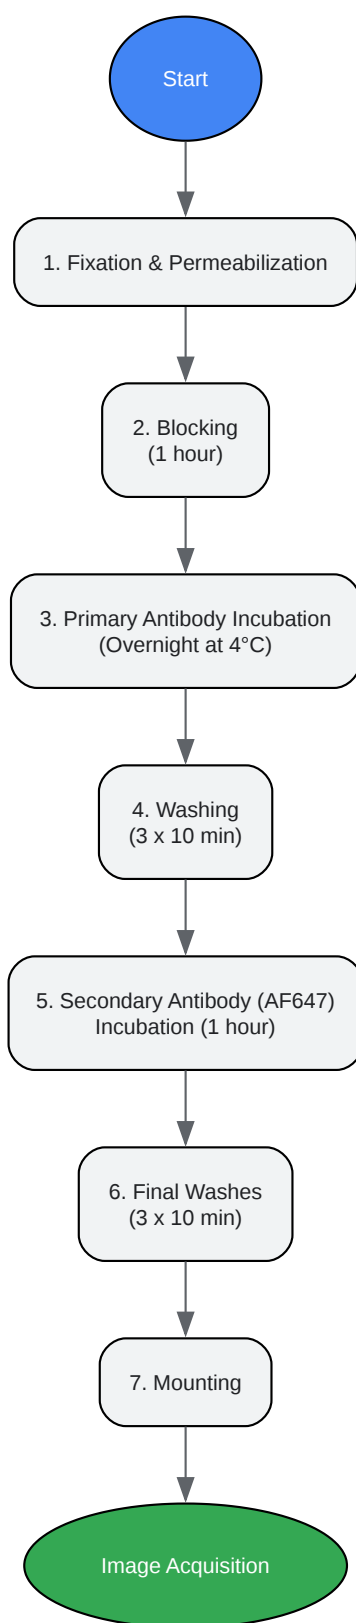 Start
1. Fixation & Permeabilization
2. Blocking
(1 hour)
3. Primary Antibody Incubation
(Overnight at 4°C)
4. Washing
(3 x 10 min)
5. Secondary Antibody (AF647)
Incubation (1 hour)
6. Final Washes
(3 x 10 min)
7. Mounting
Image Acquisition